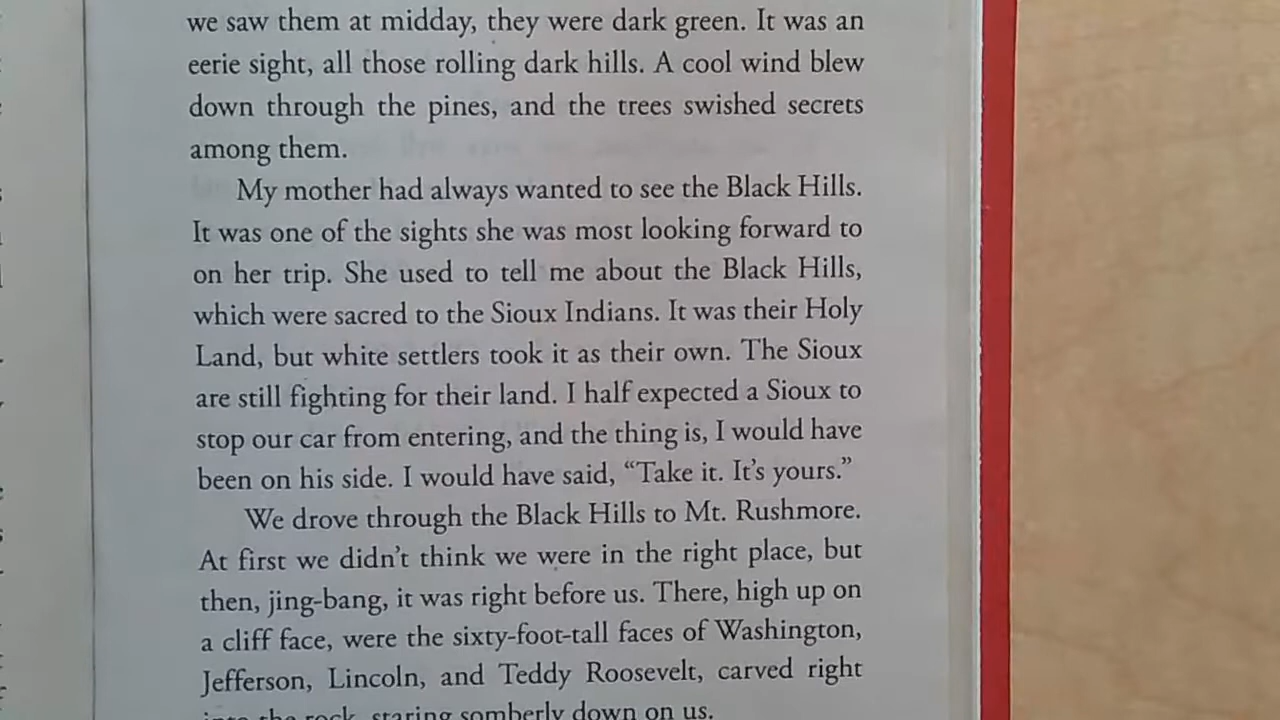 we saw them at midday, they were dark green. It was an
eerie sight, all those rolling dark hills. A cool wind blew
down through the pines, and the trees swished secrets
among them.
My mother had always wanted to see the Black Hills.
It was one of the sights she was most looking forward to
on her trip. She used to tell me about the Black Hills,
which were sacred to the Sioux Indians. It was their Holy
Land, but white settlers took it as their own. The Sioux
are still fighting for their land. I half expected a Sioux to
stop our car from entering, and the thing is, I would have
been on his side. I would have said, “Take it. It’s yours.”
We drove through the Black Hills to Mt. Rushmore.
At first we didn’t think we were in the right place, but
then, jing-bang, it was right before us. There, high up on
a cliff face, were the sixty-foot-tall faces of Washington,
Jefferson, Lincoln, and Teddy Roosevelt, carved right
into the rock, staring somberly down on us.